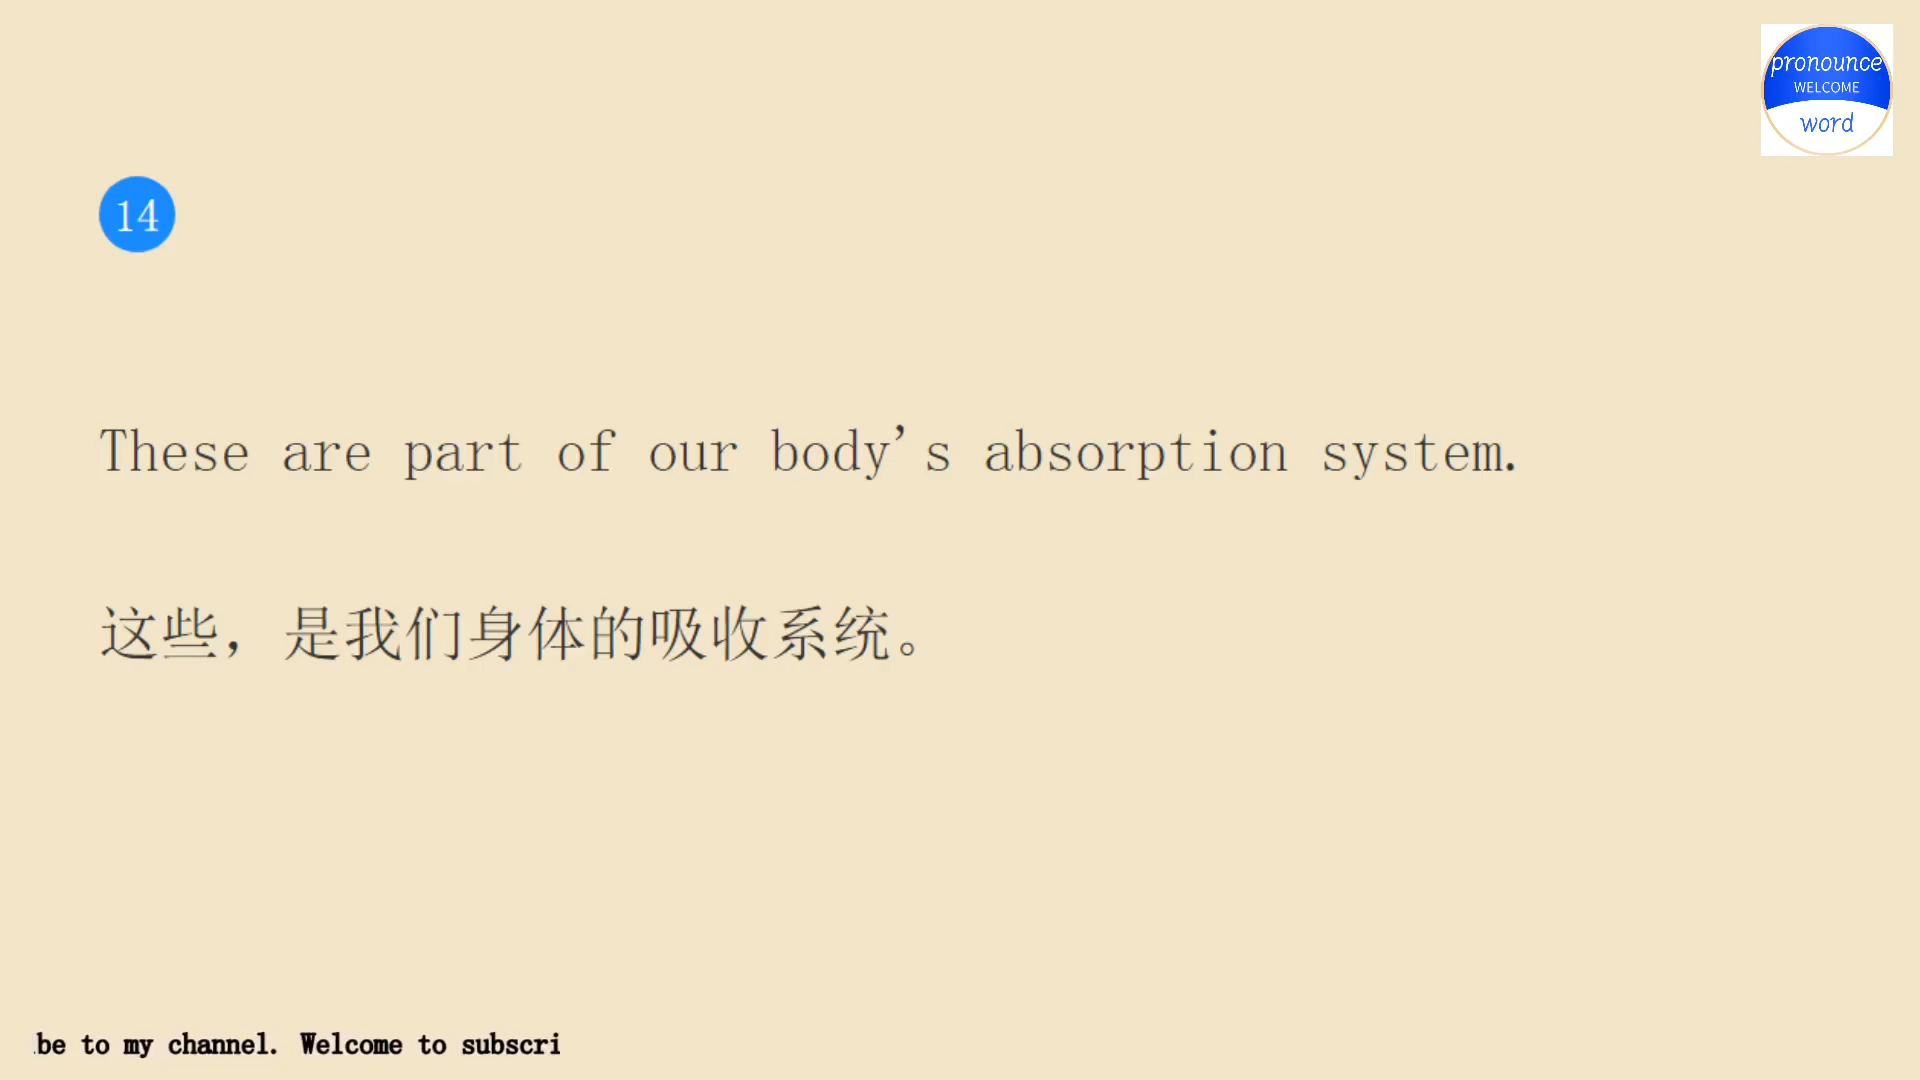 pronounce
WELCOME
word
14
These are part of our body's absorption system.
这些，是我们身体的吸收系统。
be to my channel. Welcome to subscri